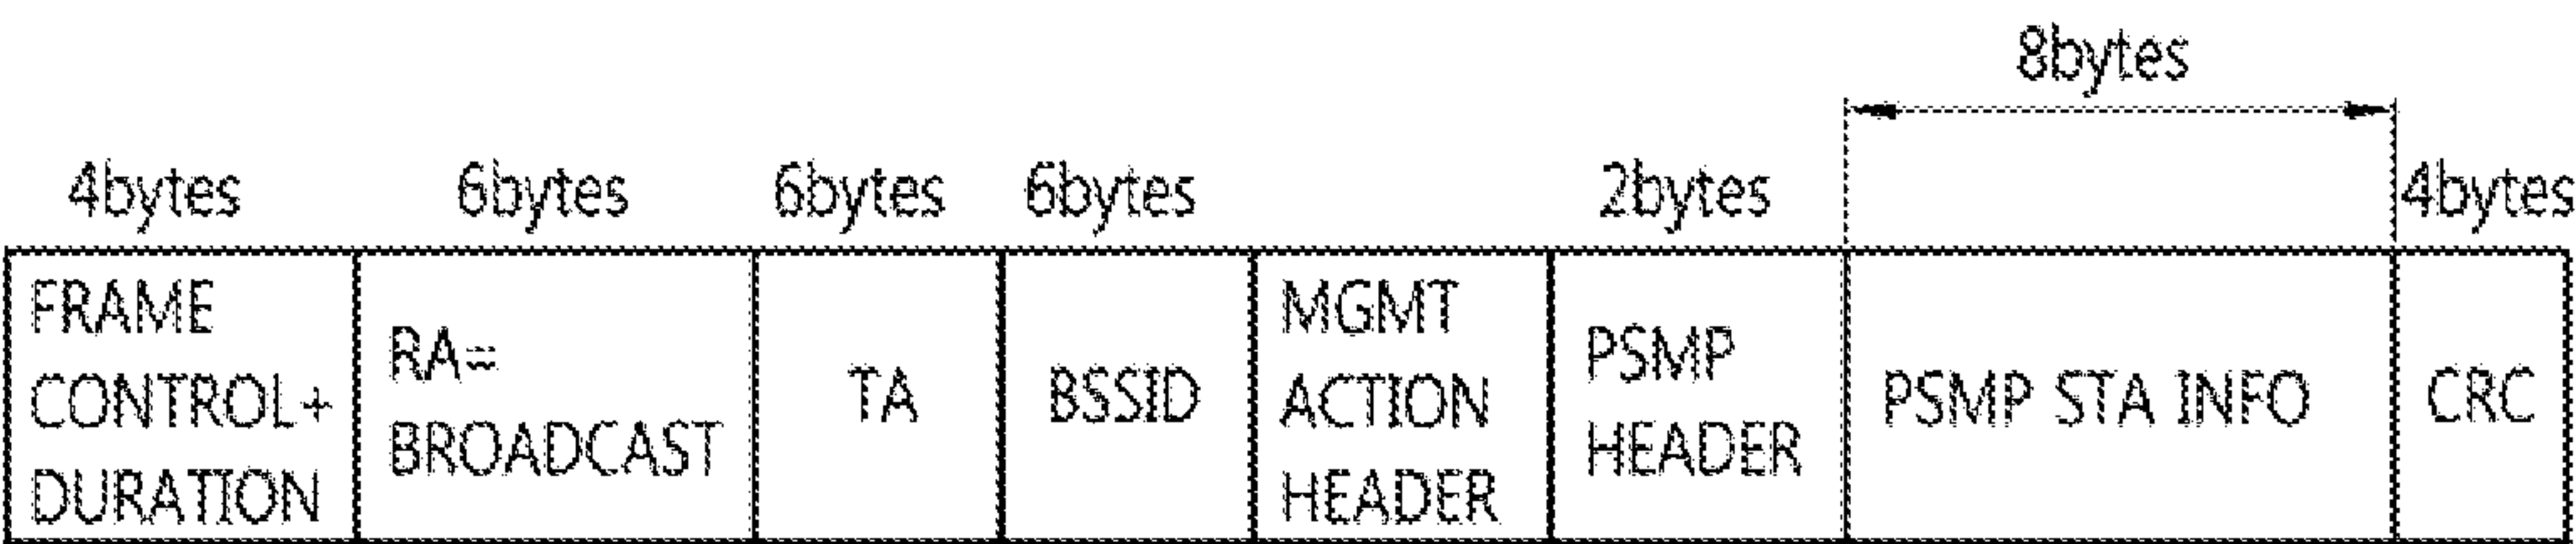 8bytes
4bytes 6bytes 6bytes 6bytes 2bytes 4bytes
FRAME
CONTROL+
DURATION
RA=
BROADCAST
TA
BSSID
MGMT
ACTION
HEADER
PSMP
HEADER
PSMP STA INFO
CRC